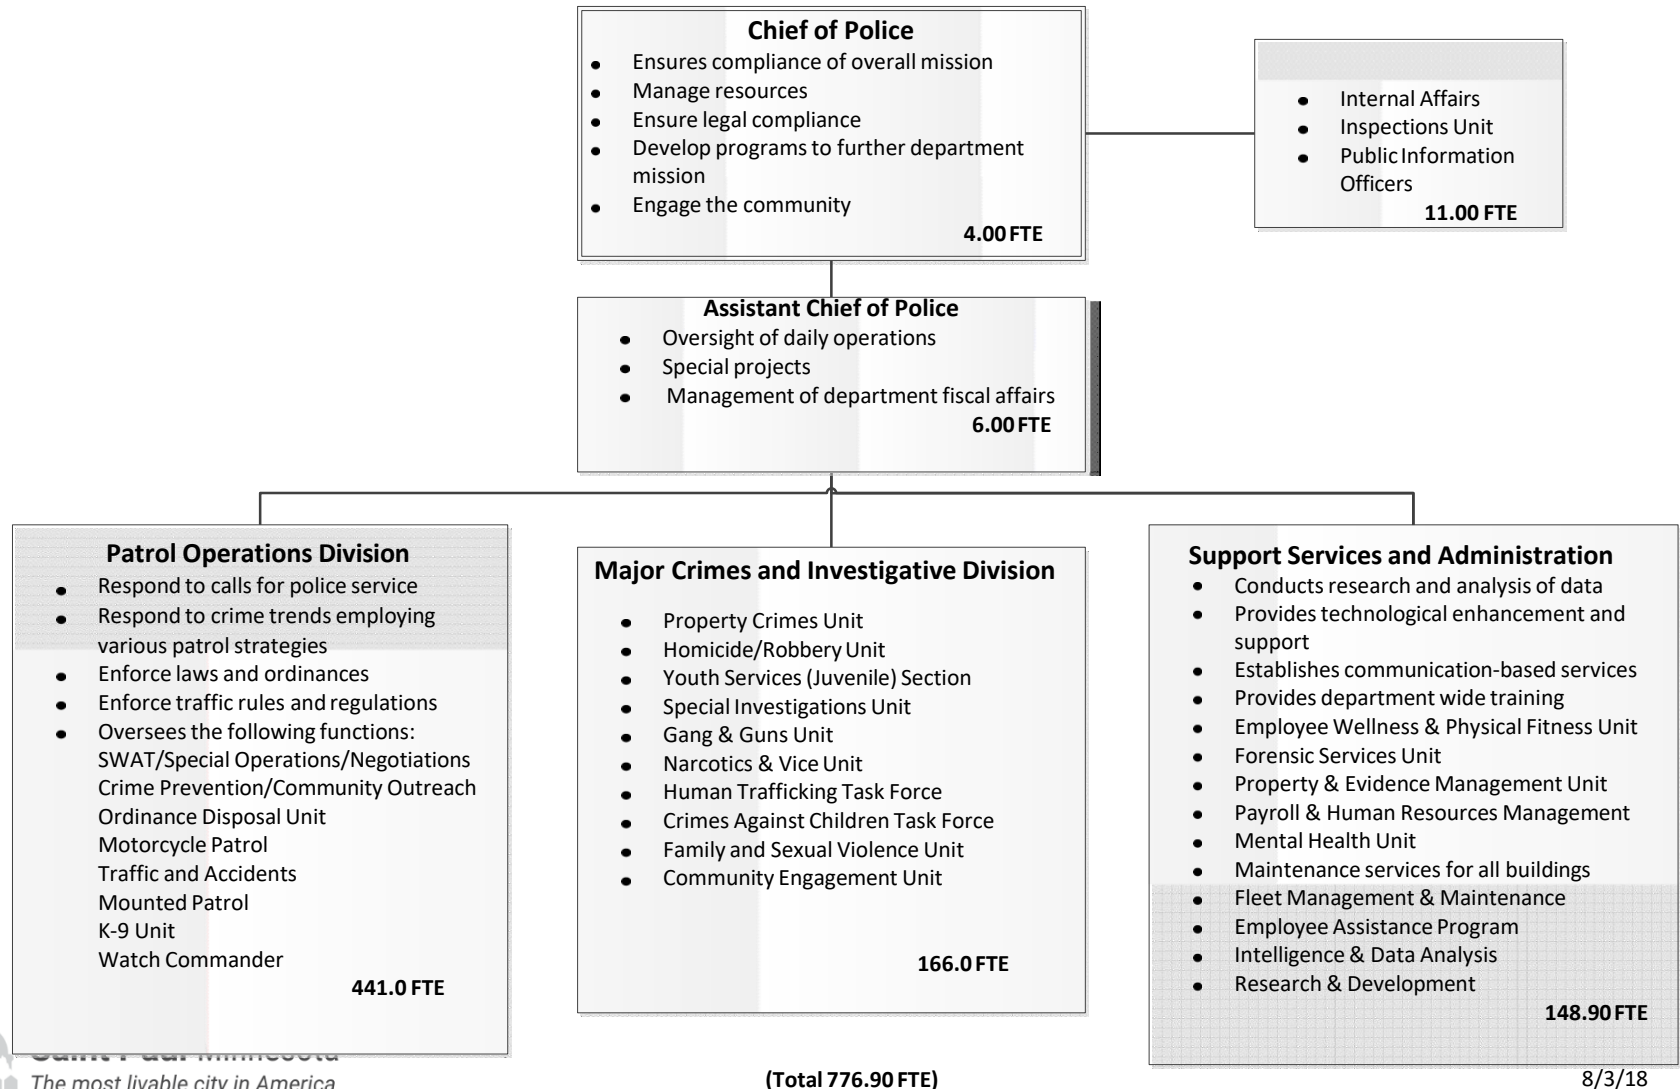 Chief of Police
Ensures compliance of overall mission
Manage resources
Ensure legal compliance
Develop programs to further department
mission
Engage the community
4.00 FTE
Internal Affairs
Inspections Unit
Public Information
Officers
11.00 FTE
Assistant Chief of Police
Oversight of daily operations
Special projects
Management of department fiscal affairs
6.00 FTE
Patrol Operations Division
Respond to calls for police service
Respond to crime trends employing
various patrol strategies
Enforce laws and ordinances
Enforce traffic rules and regulations
Oversees the following functions:
SWAT/Special Operations/Negotiations
Crime Prevention/Community Outreach
Ordinance Disposal Unit
Motorcycle Patrol
Traffic and Accidents
Mounted Patrol
K-9 Unit
Watch Commander
441.0 FTE
Major Crimes and Investigative Division
Property Crimes Unit
Homicide/Robbery Unit
Youth Services (Juvenile) Section
Special Investigations Unit
Gang & Guns Unit
Narcotics & Vice Unit
Human Trafficking Task Force
Crimes Against Children Task Force
Family and Sexual Violence Unit
Community Engagement Unit
166.0 FTE
Support Services and Administration
Conducts research and analysis of data
Provides technological enhancement and
support
Establishes communication-based services
Provides department wide training
Employee Wellness & Physical Fitness Unit
Forensic Services Unit
Property & Evidence Management Unit
Payroll & Human Resources Management
Mental Health Unit
Maintenance services for all buildings
Fleet Management & Maintenance
Employee Assistance Program
Intelligence & Data Analysis
Research & Development
148.90 FTE
Saint Paul Minnesota
The most livable city in America
(Total 776.90 FTE)
8/3/18